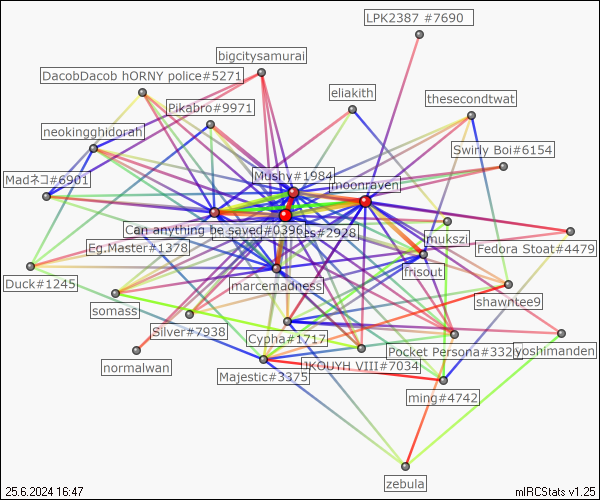 LPK2387 #7690
bigcitysamurai
DacobDacob hORNY police#5271
eliakith
thesecondtwat
Pikabro#9971
neokingghidorah
Swirly Boi#6154
Mushy#1984
Madネコ#6901
moonraven
Can anything be saved#0396
#2928
mukszi
Eg.Master#1378
Fedora Stoat#4479
frisout
Duck#1245
marcemadness
shawntee9
somass
Silver#7938
Cypha#1717
Pocket Persona#332
yoshimanden
normalwan
JKOUYH VIII#7034
Majestic#3375
ming#4742
zebula
25.6.2024 16:47
mIRCStats v1.25